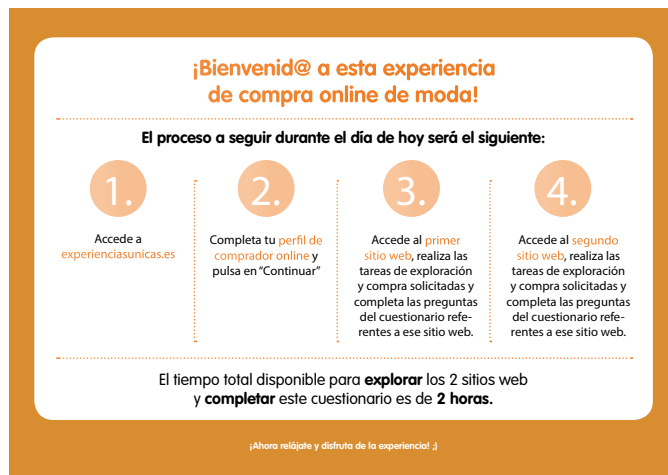 ¡Bienvenid@ a esta experiencia
de compra online de moda!
El proceso a seguir durante el día de hoy será el siguiente:
1.
Accede a
experienciasunicas.es
2.
Completa tu perfil de
comprador online y
pulsa en “Continuar”
3.
Accede al primer
sitio web, realiza las
tareas de exploración
y compra solicitadas y
completa las preguntas
del cuestionario refe-
rentes a ese sitio web.
4.
Accede al segundo
sitio web, realiza las
tareas de exploración
y compra solicitadas y
completa las preguntas
del cuestionario refe-
rentes a ese sitio web.
El tiempo total disponible para explorar los 2 sitios web
y completar este cuestionario es de 2 horas.
¡Ahora relájate y disfruta de la experiencia! ;)